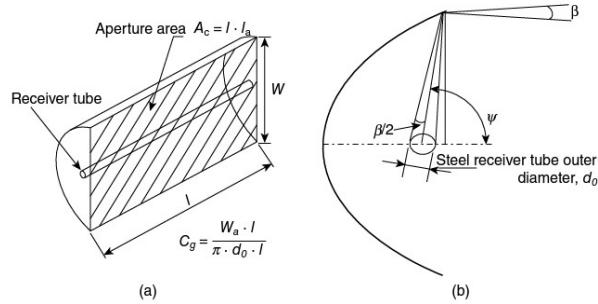 Aperture area A_c = l · l_a
W
Receiver tube
l
C_g = W_a · l / π · d_0 · l
(a)
β
ψ
β/2
Steel receiver tube outer
diameter, d_0
(b)